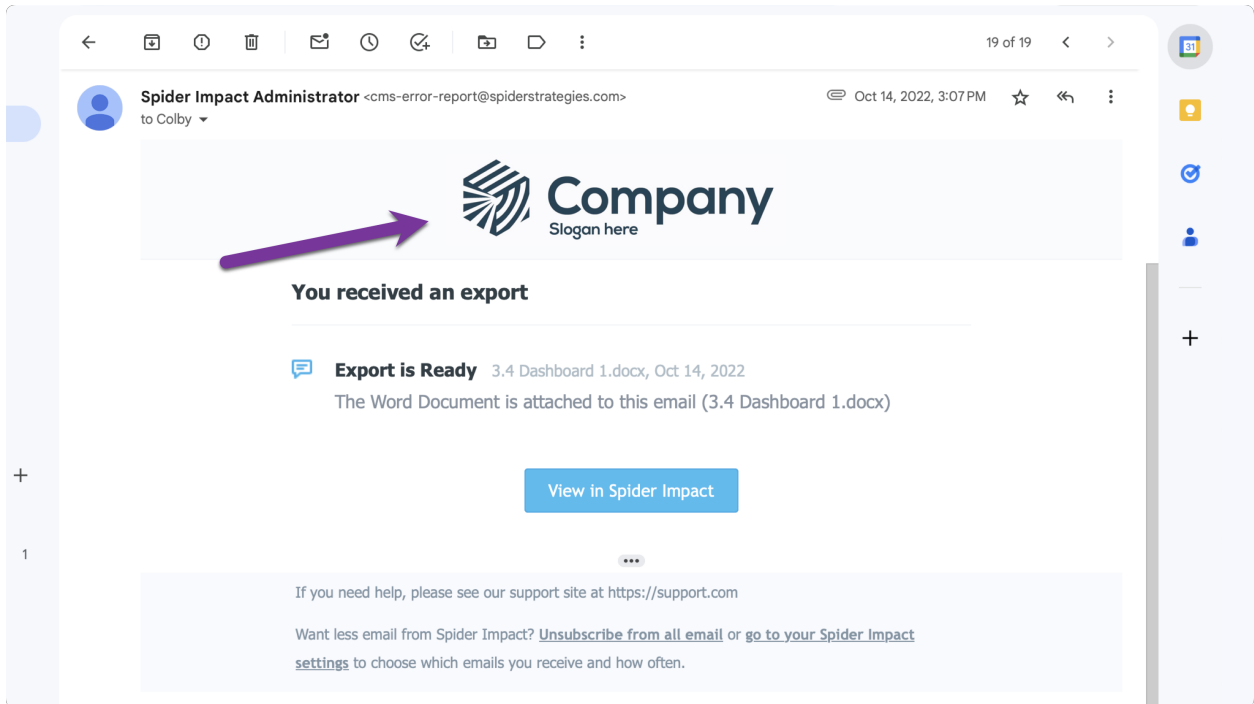 19 of 19
31
Spider Impact Administrator <cms-error-report@spiderstrategies.com>
Oct 14, 2022, 3:07 PM
to Colby
Company
Slogan here
You received an export
Export is Ready 3.4 Dashboard 1.docx, Oct 14, 2022
The Word Document is attached to this email (3.4 Dashboard 1.docx)
View in Spider Impact
1
If you need help, please see our support site at https://support.com
Want less email from Spider Impact? Unsubscribe from all email or go to your Spider Impact
settings to choose which emails you receive and how often.